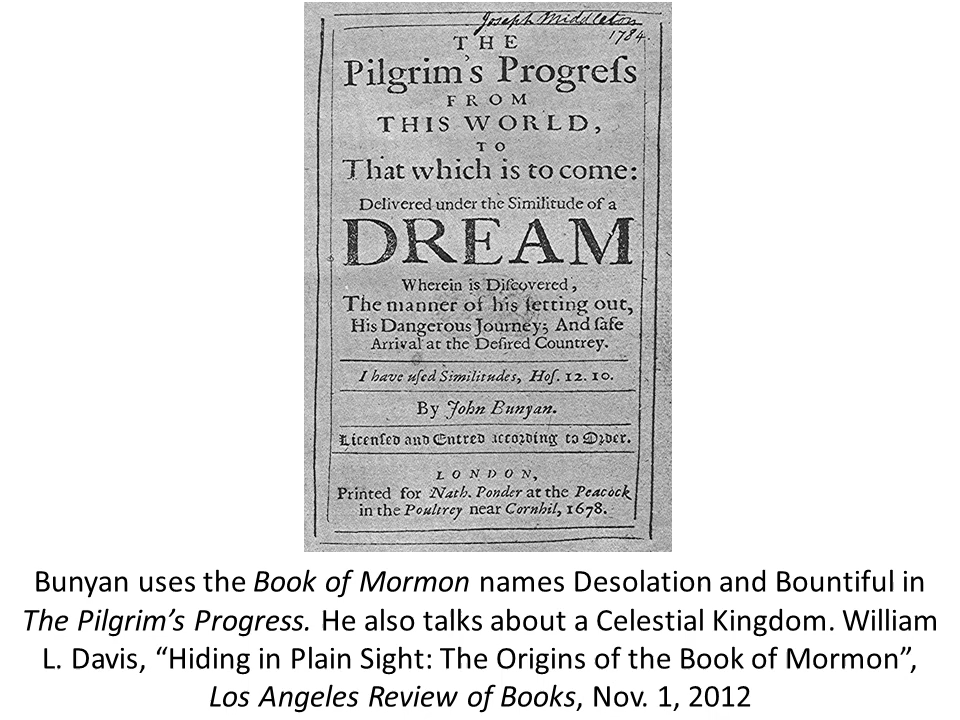 Joseph Middleton
1784.
THE
Pilgrim's Progreſs
FROM
THIS WORLD,
TO
That which is to come:
Delivered under the Similitude of a
DREAM
Wherein is Diſcovered,
The manner of his ſetting out,
His Dangerous Journey; And ſafe
Arrival at the Deſired Countrey.
I have uſed Similitudes, Hoſ. 12. 10.
By John Bunyan.
Licenſed and Entred according to Order.
LONDON,
Printed for Nath. Ponder at the Peacock
in the Poultrey near Cornhil, 1678.
Bunyan uses the Book of Mormon names Desolation and Bountiful in
The Pilgrim’s Progress. He also talks about a Celestial Kingdom. William
L. Davis, “Hiding in Plain Sight: The Origins of the Book of Mormon”,
Los Angeles Review of Books, Nov. 1, 2012